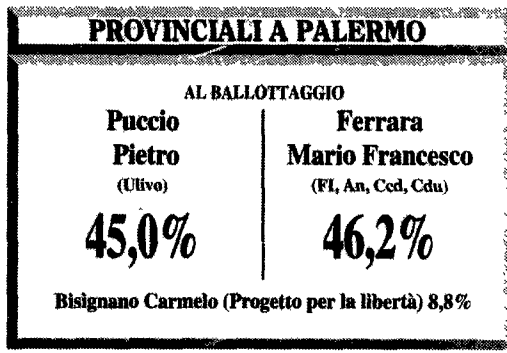 PROVINCIALI A PALERMO
AL BALLOTTAGGIO
Puccio
Pietro
(Ulivo)
45,0%
Ferrara
Mario Francesco
(FI, An, Ccd, Cdu)
46,2%
Bisignano Carmelo (Progetto per la libertà) 8,8%